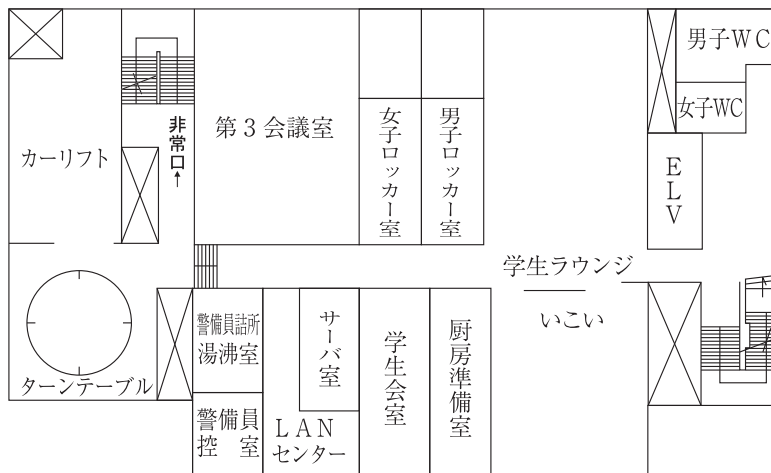 男子ＷＣ
女子WC
非常口↑
第３会議室
女子ロッカー室
男子ロッカー室
カーリフト
ＥＬＶ
学生ラウンジ
いこい
警備員詰所
湯沸室
サーバ室
学生会室
厨房準備室
ターンテーブル
警備員
控　室
ＬＡＮ
センター